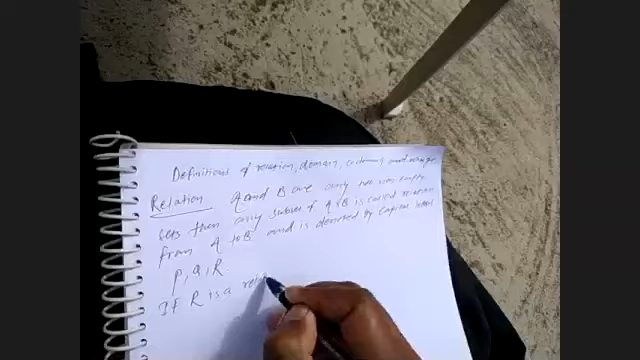 Definitions of relation, domain, codomain and range
Relation A and B are any two non empty
sets then any subset of A x B is called relation
from A to B and is denoted by Capital letters
P, Q, R
If R is a rel